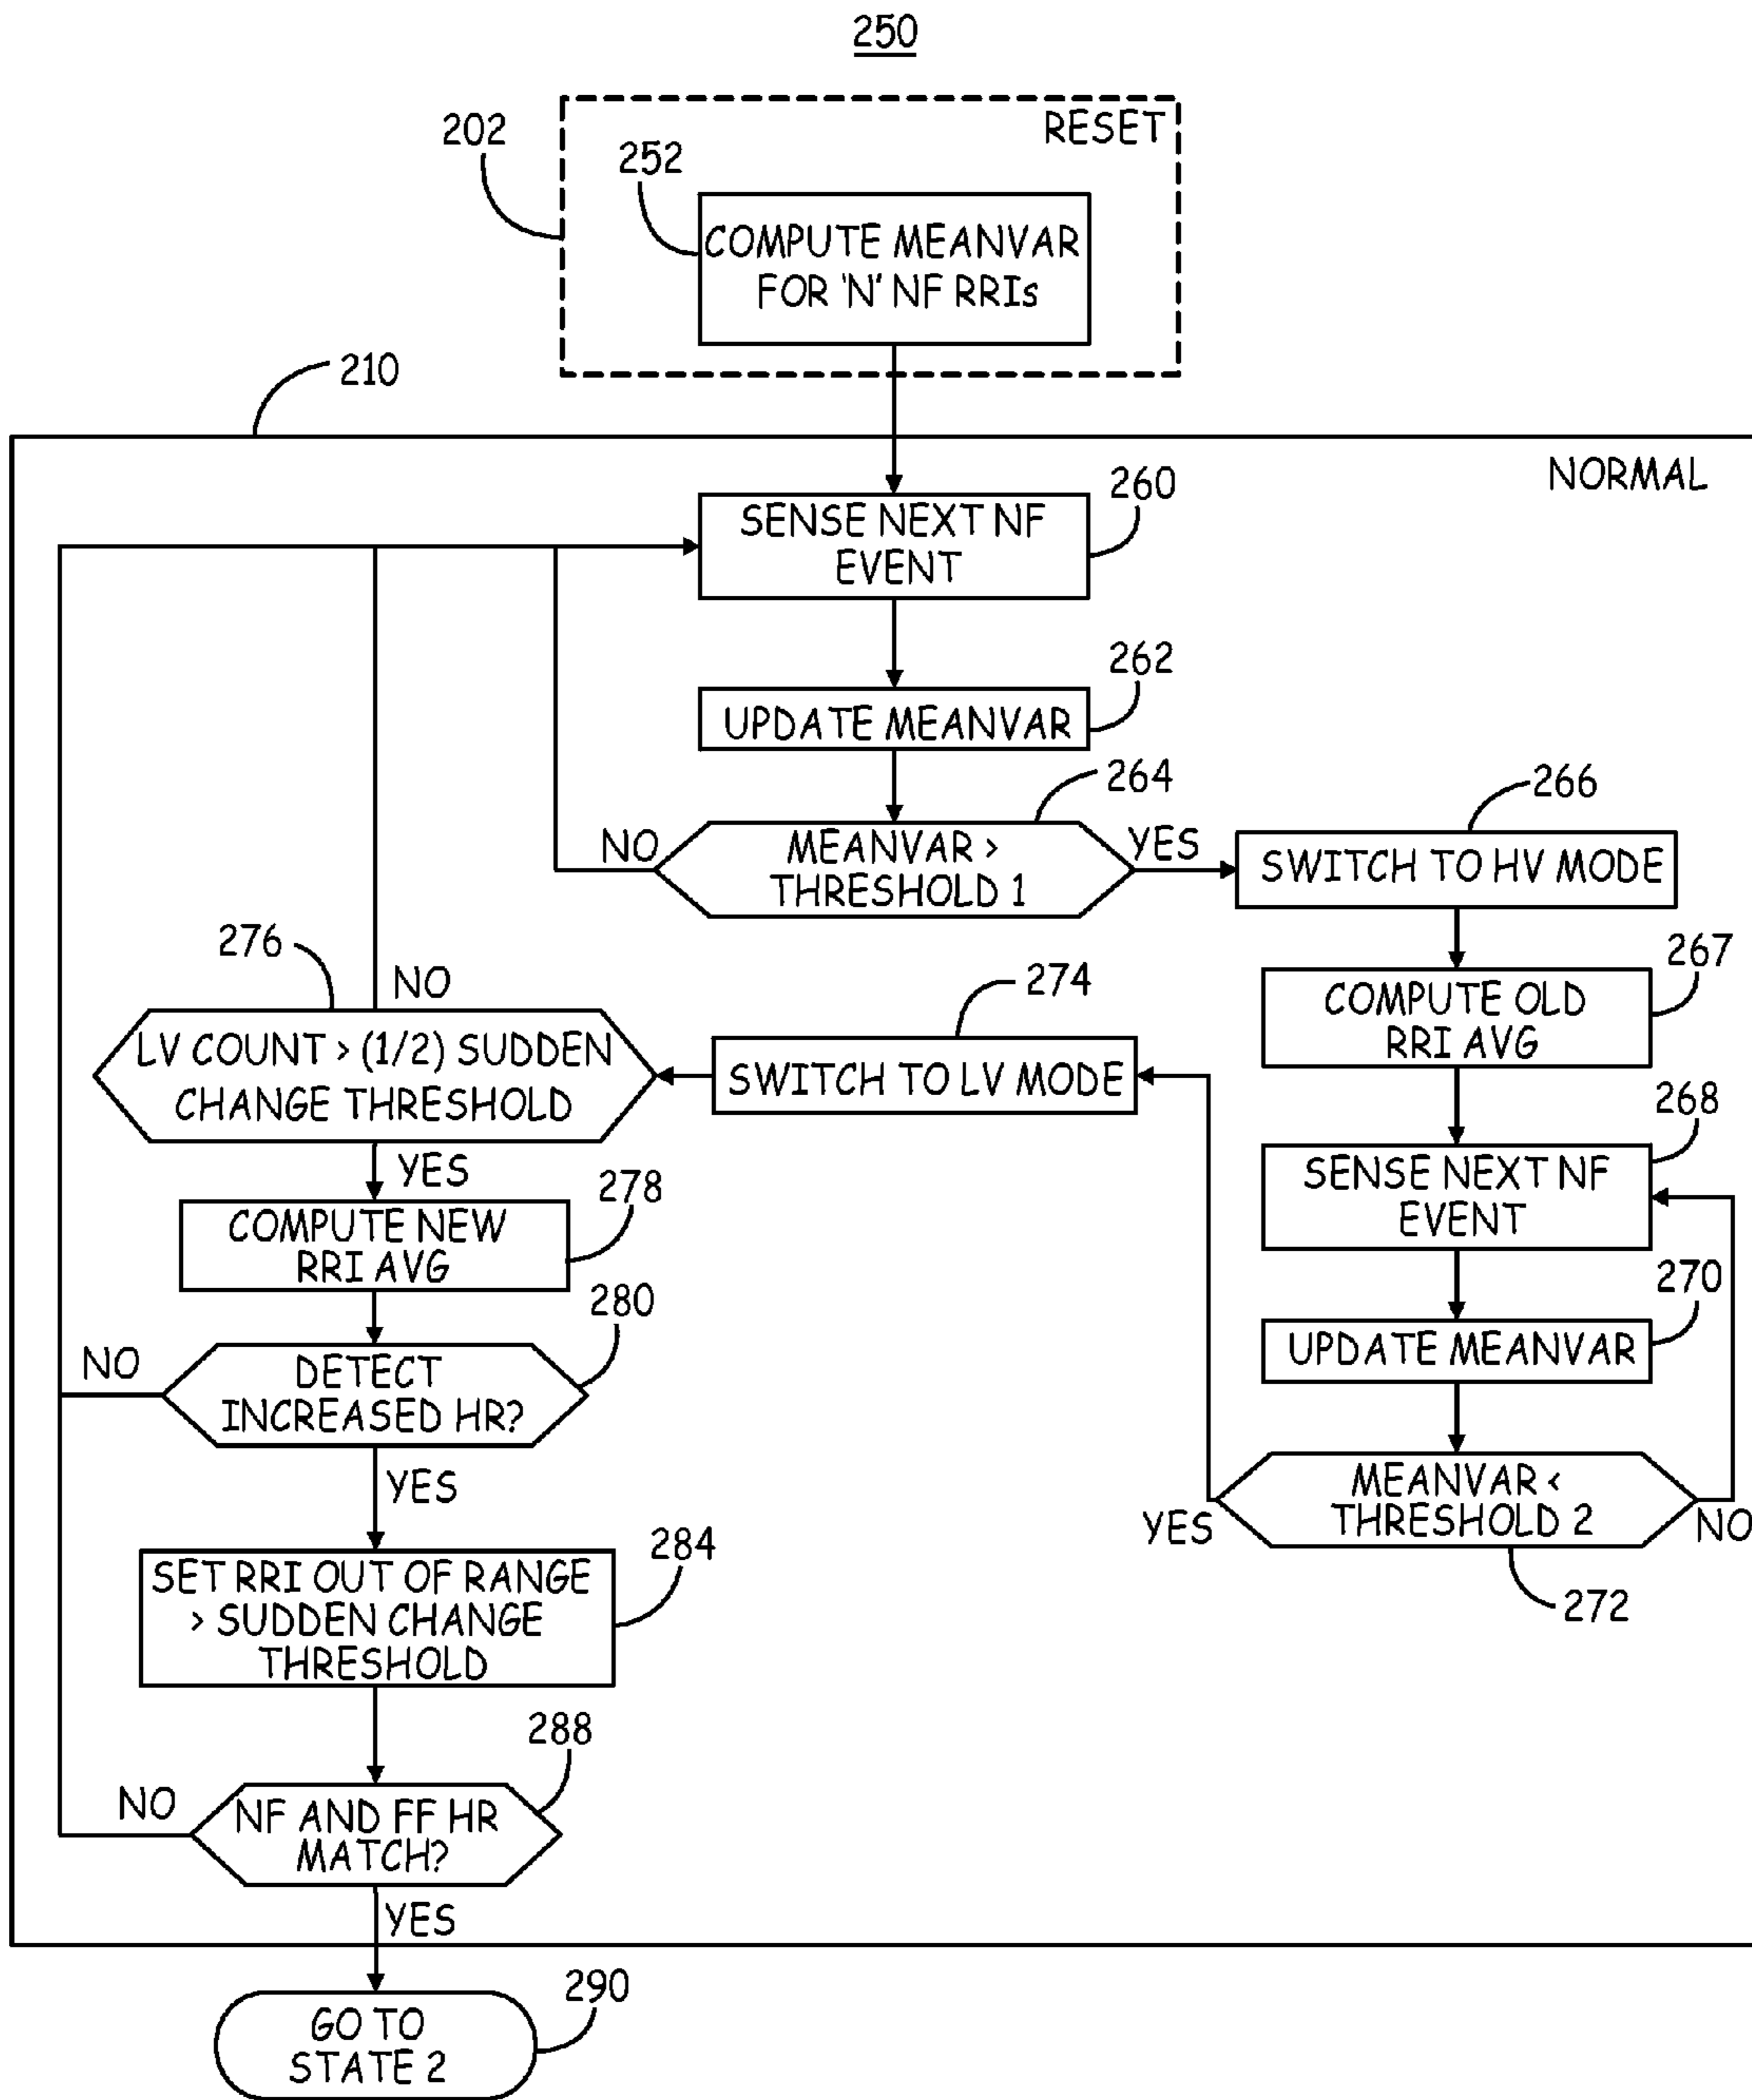 250
202
RESET
252
COMPUTE MEANVAR
FOR 'N' NF RRIs
210
NORMAL
260
SENSE NEXT NF
EVENT
262
UPDATE MEANVAR
264
NO
MEANVAR >
THRESHOLD 1
YES
266
SWITCH TO HV MODE
267
COMPUTE OLD
RRI AVG
268
SENSE NEXT NF
EVENT
270
UPDATE MEANVAR
MEANVAR <
THRESHOLD 2
YES
NO
272
274
SWITCH TO LV MODE
276
NO
LV COUNT > (1/2) SUDDEN
CHANGE THRESHOLD
YES
278
COMPUTE NEW
RRI AVG
280
NO
DETECT
INCREASED HR?
YES
284
SET RRI OUT OF RANGE
> SUDDEN CHANGE
THRESHOLD
288
NO
NF AND FF HR
MATCH?
YES
290
GO TO
STATE 2